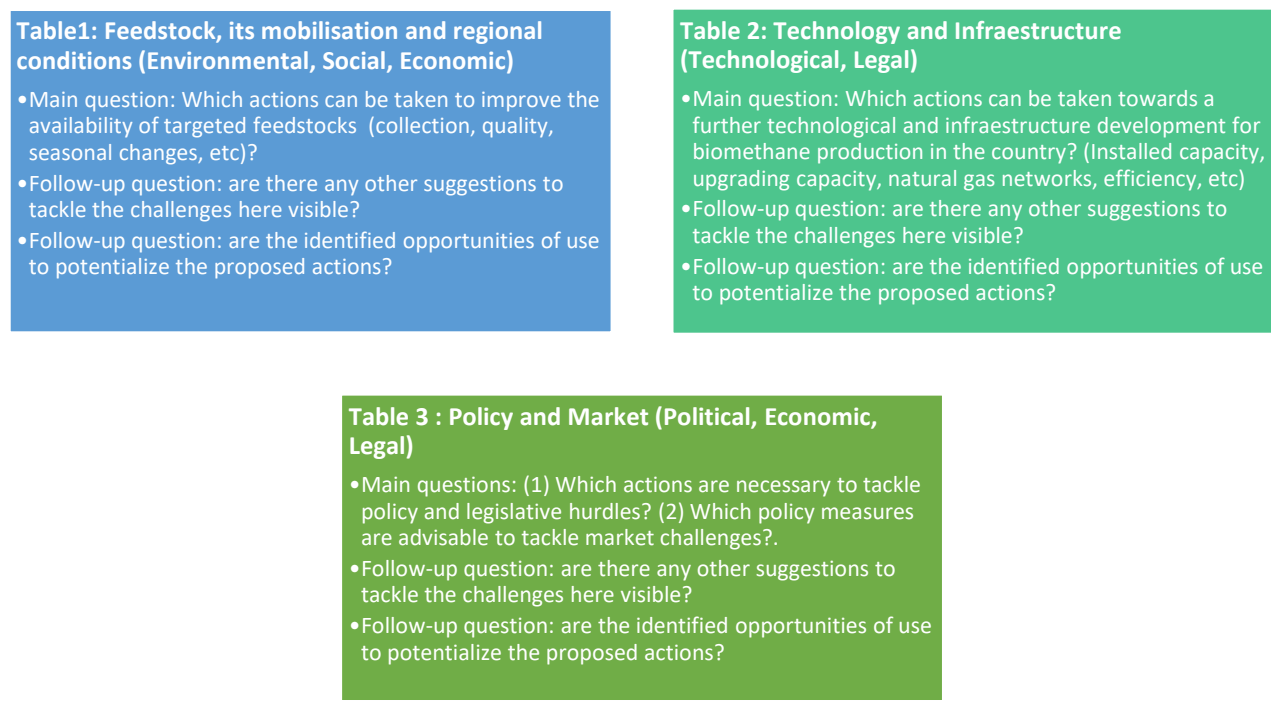 Table1: Feedstock, its mobilisation and regional
conditions (Environmental, Social, Economic)
•Main question: Which actions can be taken to improve the
availability of targeted feedstocks  (collection, quality,
seasonal changes, etc)?
•Follow-up question: are there any other suggestions to
tackle the challenges here visible?
•Follow-up question: are the identified opportunities of use
to potentialize the proposed actions?
Table 2: Technology and Infraestructure
(Technological, Legal)
•Main question: Which actions can be taken towards a
further technological and infraestructure development for
biomethane production in the country? (Installed capacity,
upgrading capacity, natural gas networks, efficiency, etc)
•Follow-up question: are there any other suggestions to
tackle the challenges here visible?
•Follow-up question: are the identified opportunities of use
to potentialize the proposed actions?
Table 3 : Policy and Market (Political, Economic,
Legal)
•Main questions: (1) Which actions are necessary to tackle
policy and legislative hurdles? (2) Which policy measures
are advisable to tackle market challenges?.
•Follow-up question: are there any other suggestions to
tackle the challenges here visible?
•Follow-up question: are the identified opportunities of use
to potentialize the proposed actions?